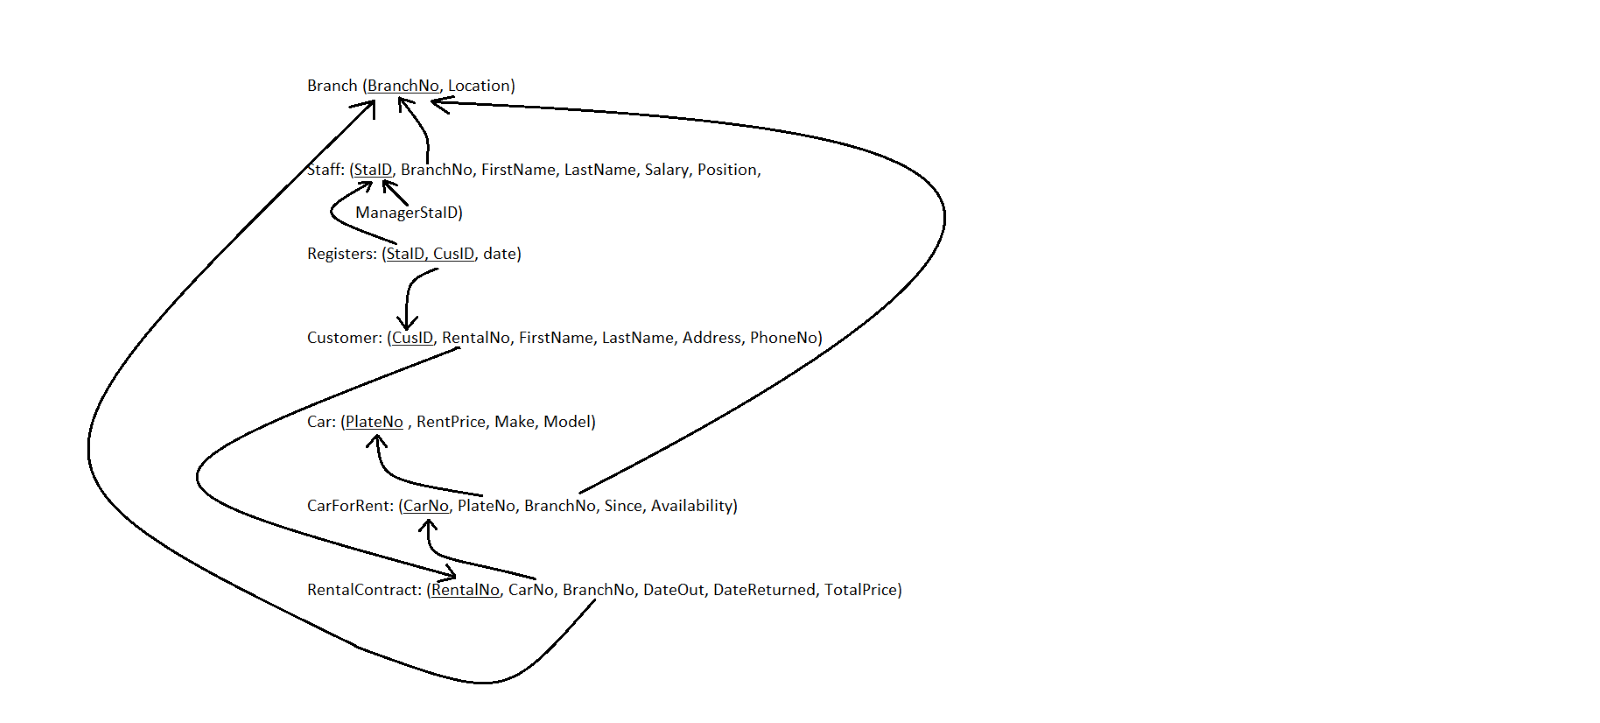 Branch (BranchNo, Location)
Staff: (StaID, BranchNo, FirstName, LastName, Salary, Position,
ManagerStaID)
Registers: (StaID, CusID, date)
Customer: (CusID, RentalNo, FirstName, LastName, Address, PhoneNo)
Car: (PlateNo , RentPrice, Make, Model)
CarForRent: (CarNo, PlateNo, BranchNo, Since, Availability)
RentalContract: (RentalNo, CarNo, BranchNo, DateOut, DateReturned, TotalPrice)